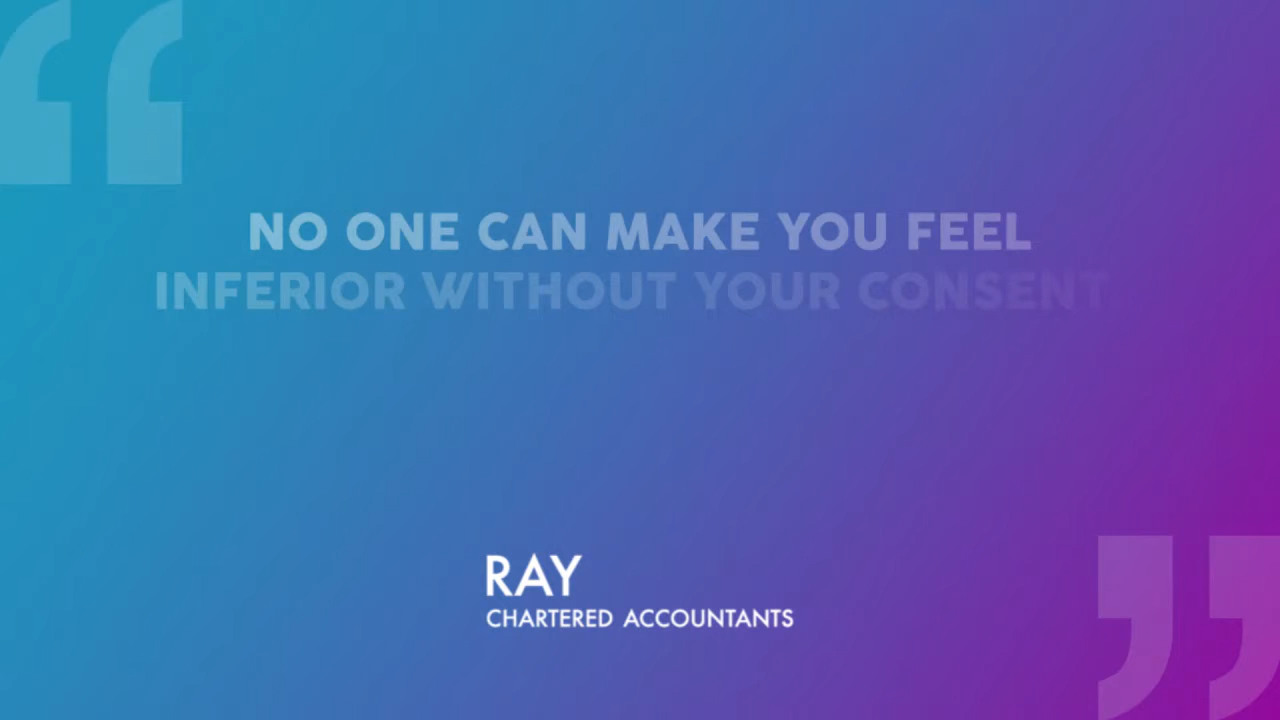 NO ONE CAN MAKE YOU FEEL
INFERIOR WITHOUT YOUR CONSENT
RAY
CHARTERED ACCOUNTANTS